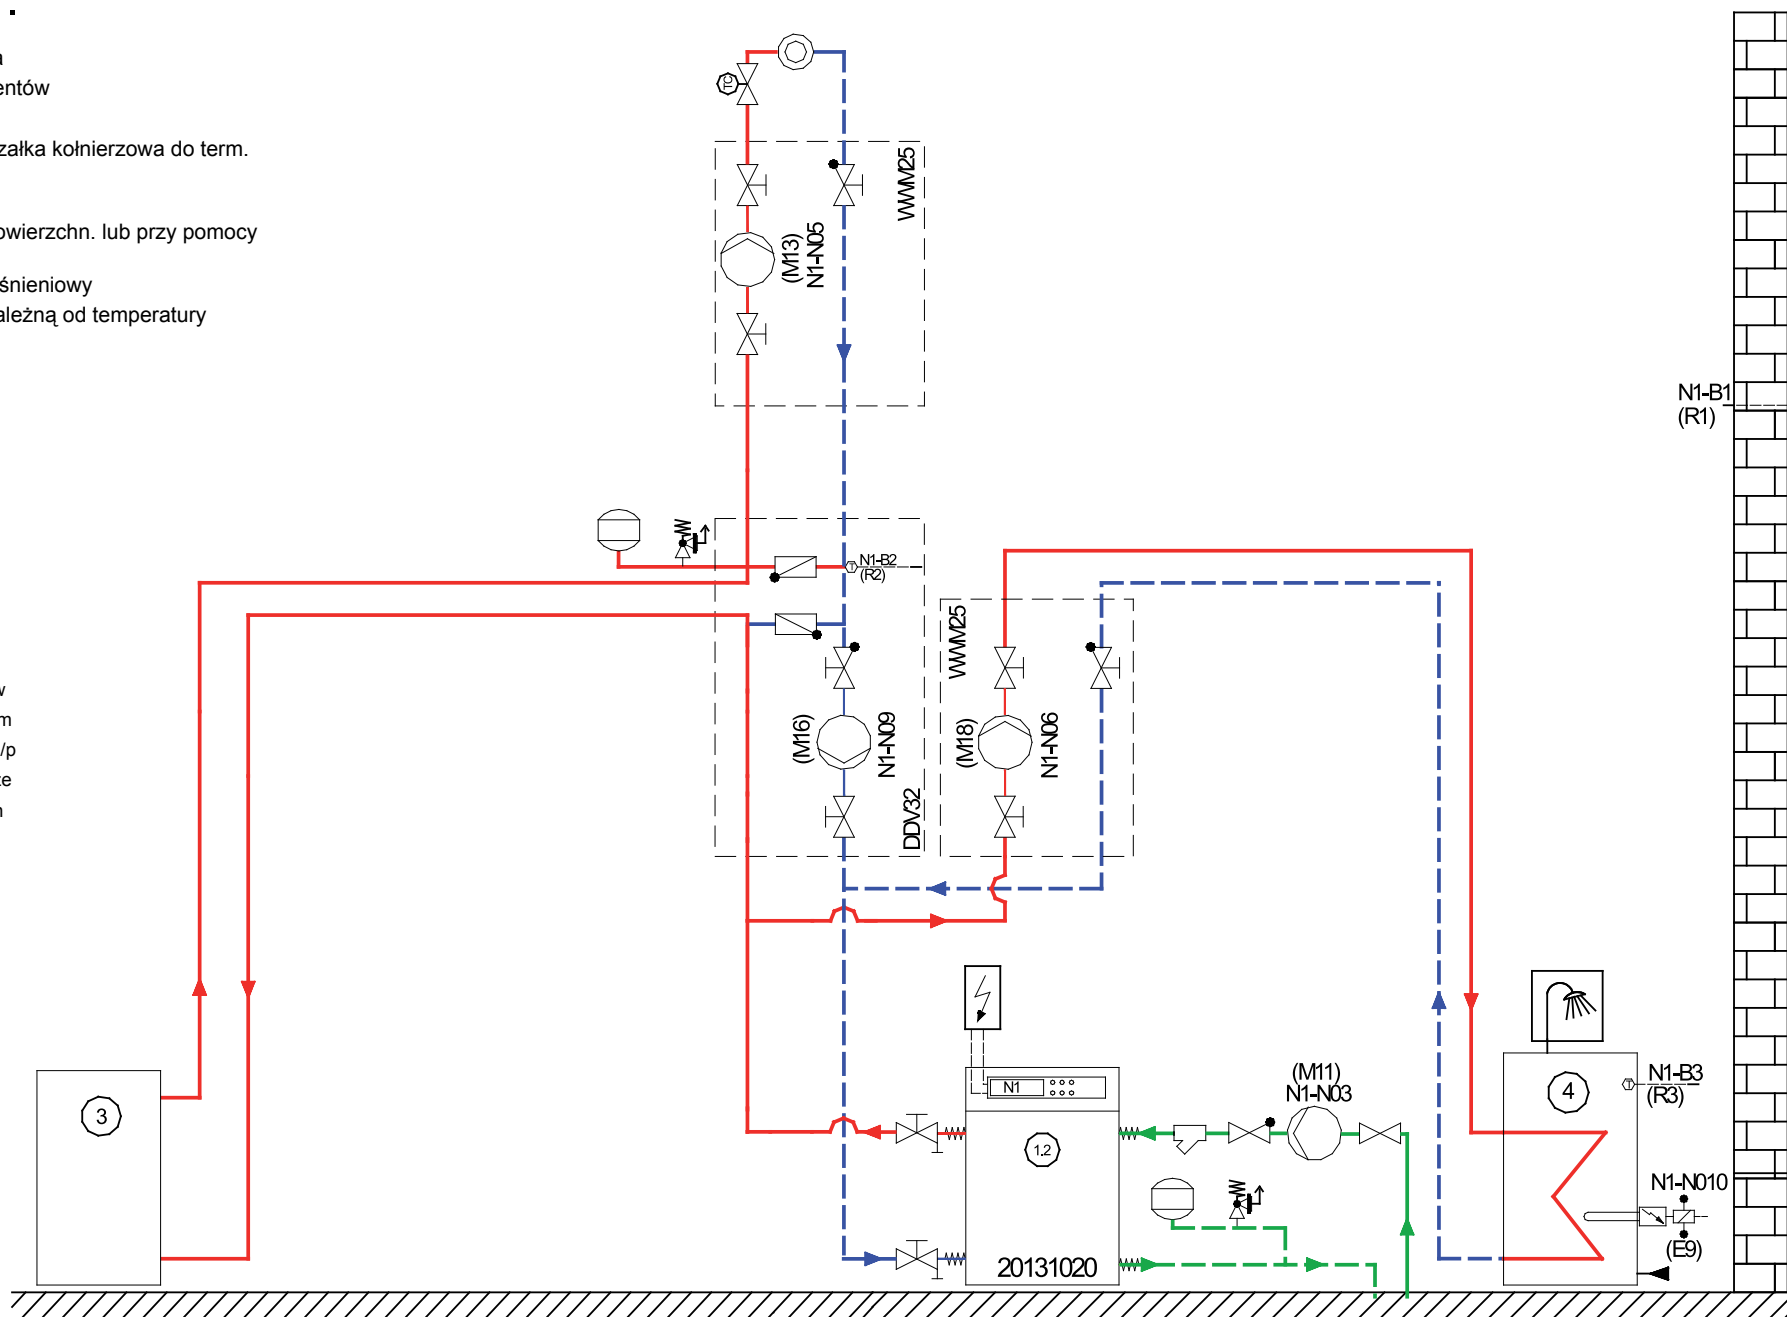 entów
załka kołnierzowa do term.
owierzchn. lub przy pomocy
śnieniowy
ależną od temperatury
m
/p
te
TC
WWM25
(M13)
N1-N05
N1-B1
(R1)
N1-B2
(R2)
T
WWM25
(M16)
N1-N09
DDV32
(M18)
N1-N06
N1
(M11)
N1-N03
N1-B3
(R3)
T
3
4
1.2
N1-N010
(E9)
20131020